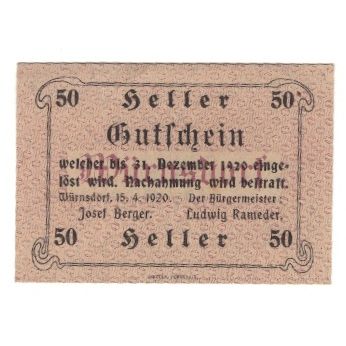 50 Heller 50
Gutschein
welcher bis 31. Dezember 1920 einge-
löst wird. Nachahmung wird bestraft.
Würnsdorf, 15. 4. 1920. Der Bürgermeister:
Josef Berger. Ludwig Rameder.
50 Heller 50